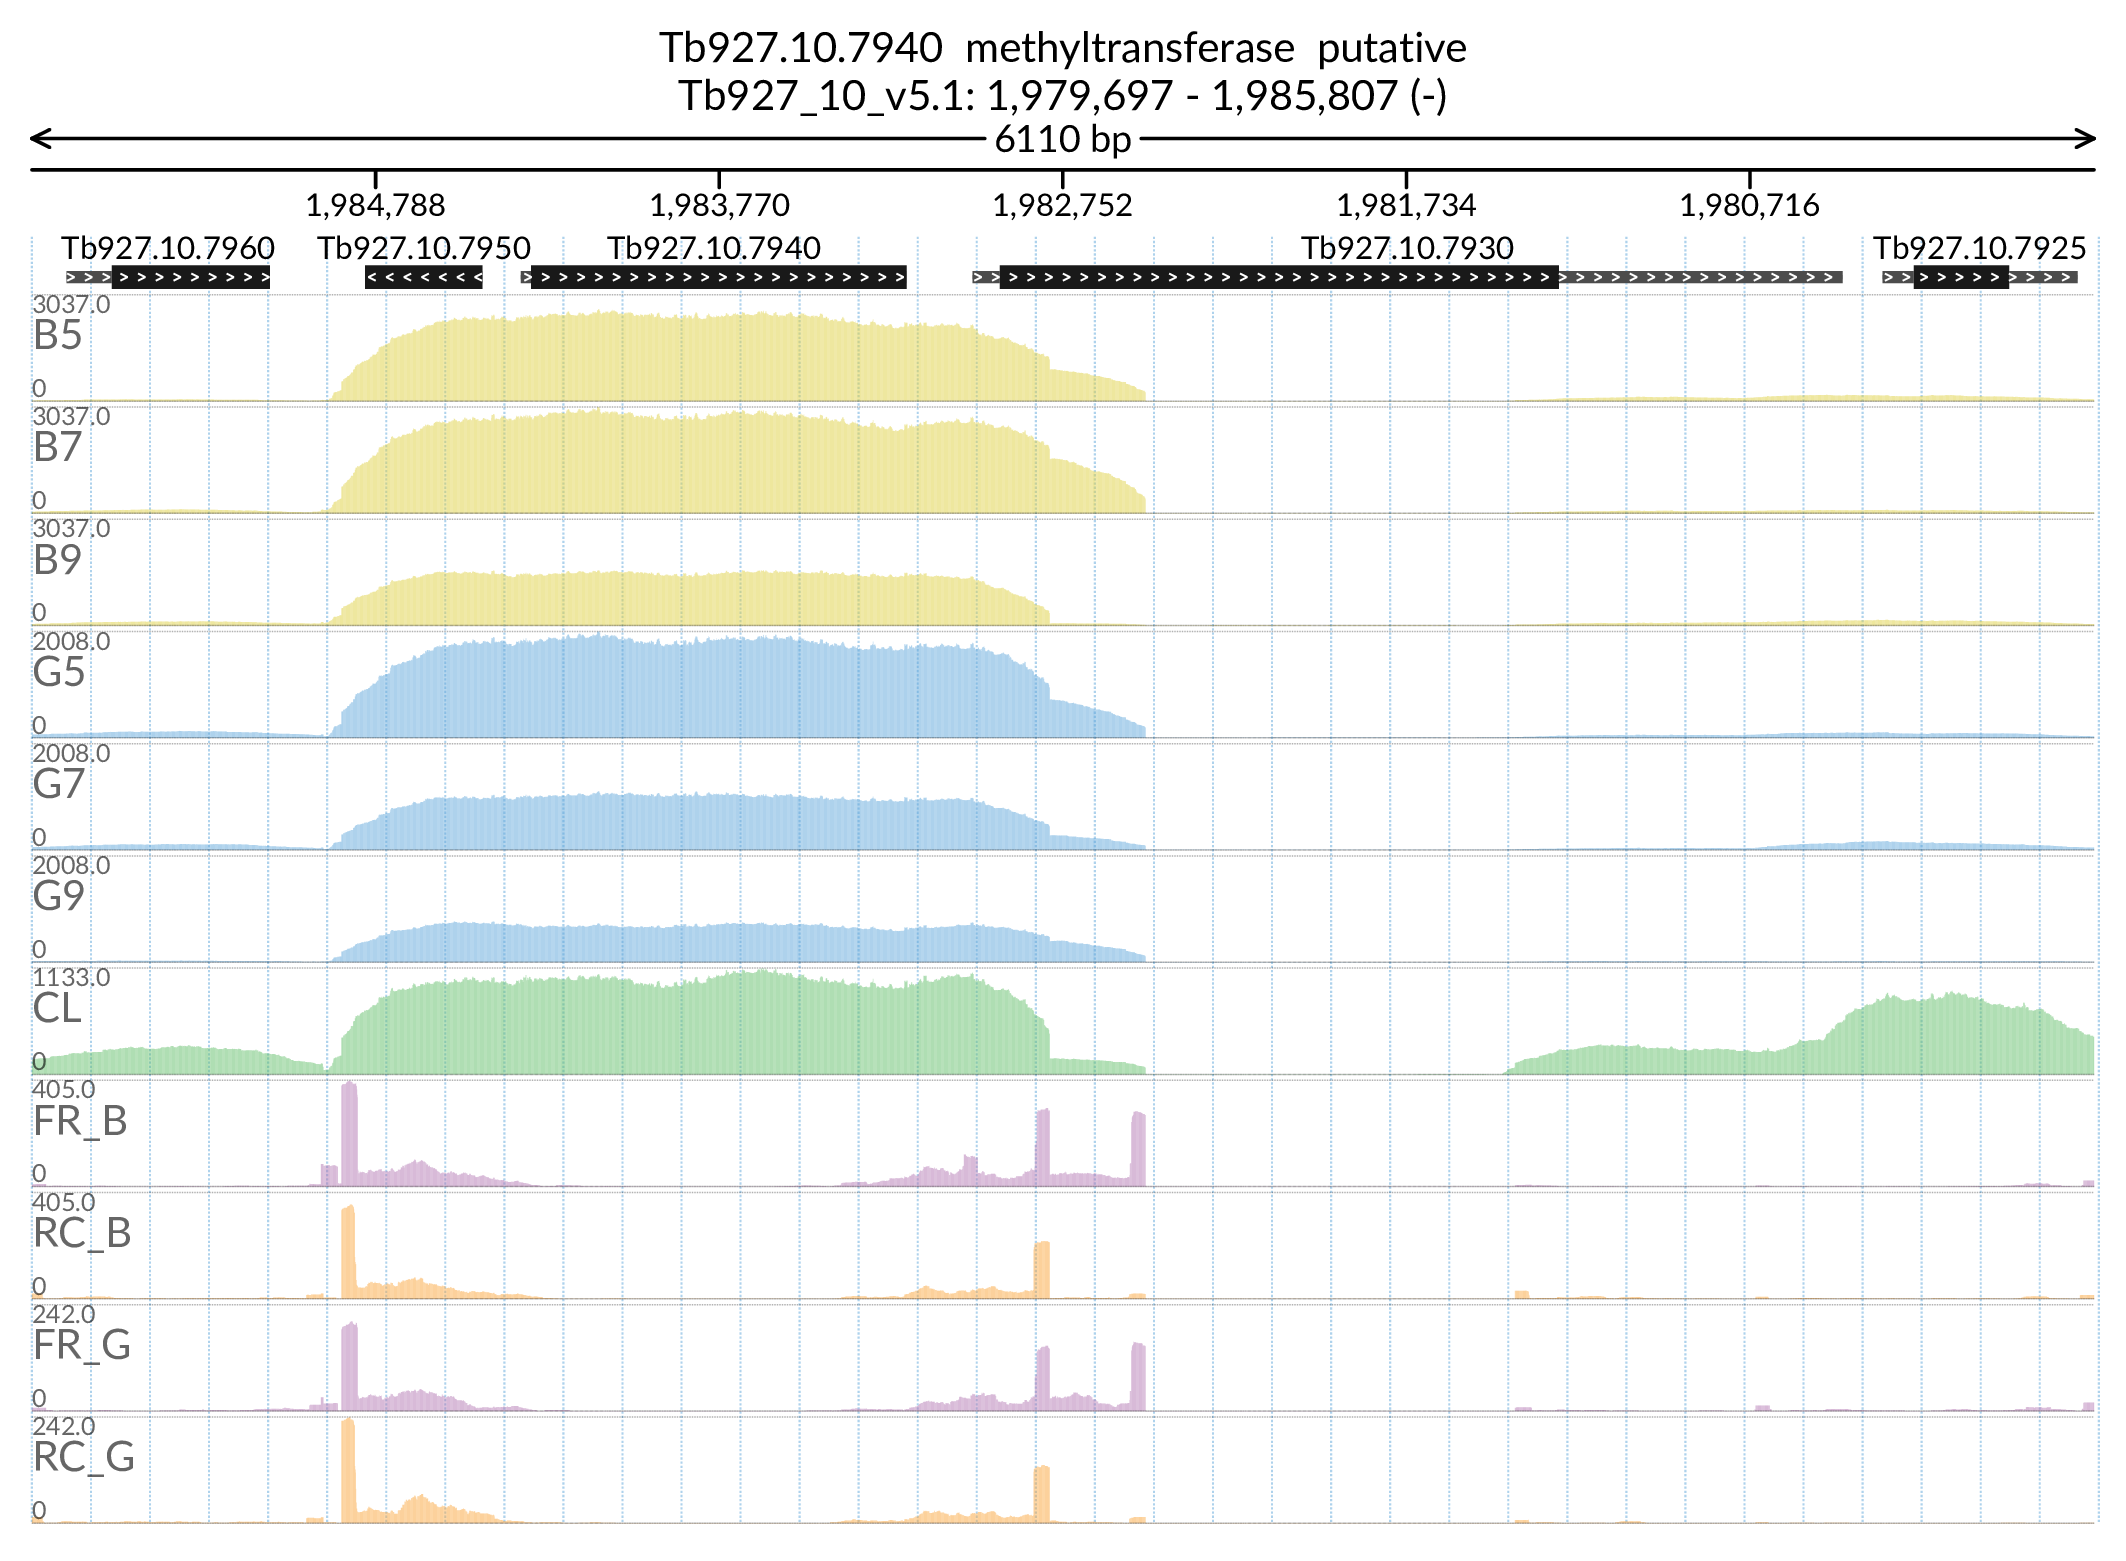 Tb927.10.7940 methyltransferase putative
Tb927_10_v5.1: 1,979,697 - 1,985,807 (-)
6110 bp
1,984,788 1,983,770 1,982,752 1,981,734 1,980,716
Tb927.10.7960 Tb927.10.7950 Tb927.10.7940 Tb927.10.7930 Tb927.10.7925
3037.0
B5
0
3037.0
B7
0
3037.0
B9
0
2008.0
G5
0
2008.0
G7
0
2008.0
G9
0
1133.0
CL
0
405.0
FR_B
0
405.0
RC_B
0
242.0
FR_G
0
242.0
RC_G
0